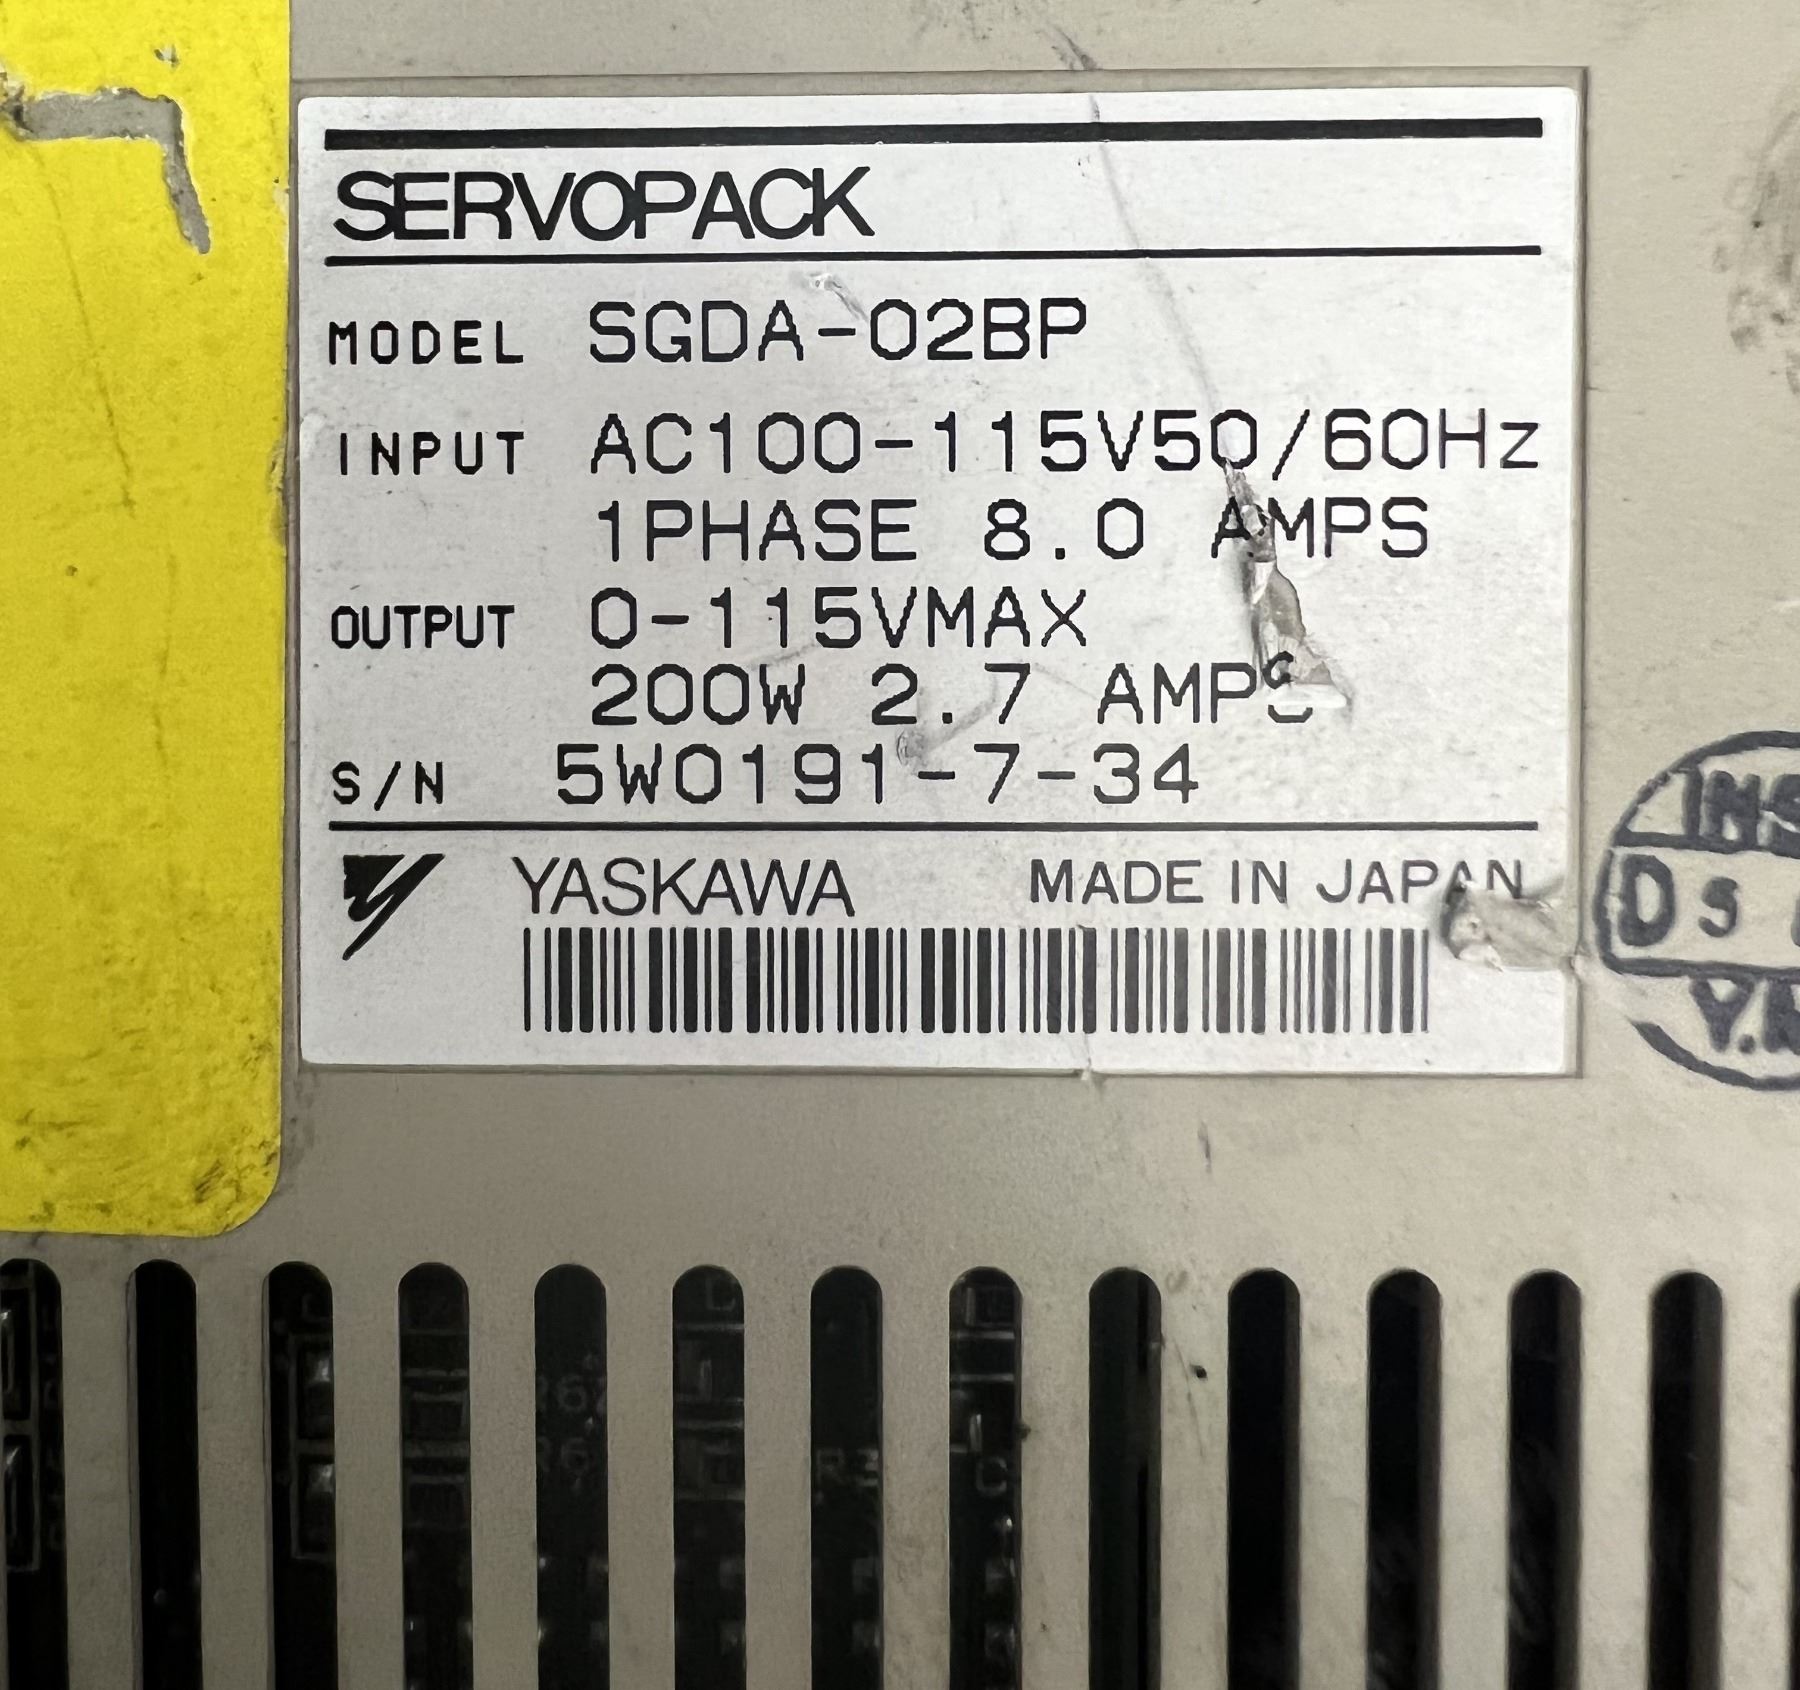 SERVOPACK
MODEL SGDA-02BP
INPUT AC100-115V50/60Hz
1PHASE 8.0 AMPS
OUTPUT 0-115VMAX
200W 2.7 AMPS
S/N 5W0191-7-34
YASKAWA MADE IN JAPAN